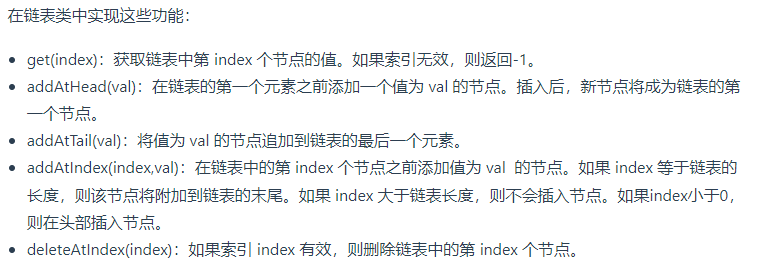 在链表类中实现这些功能：
• get(index)：获取链表中第 index 个节点的值。如果索引无效，则返回-1。
• addAtHead(val)：在链表的第一个元素之前添加一个值为 val 的节点。插入后，新节点将成为链表的第
一个节点。
• addAtTail(val)：将值为 val 的节点追加到链表的最后一个元素。
• addAtIndex(index,val)：在链表中的第 index 个节点之前添加值为 val 的节点。如果 index 等于链表的
长度，则该节点将附加到链表的末尾。如果 index 大于链表长度，则不会插入节点。如果index小于0，
则在头部插入节点。
• deleteAtIndex(index)：如果索引 index 有效，则删除链表中的第 index 个节点。